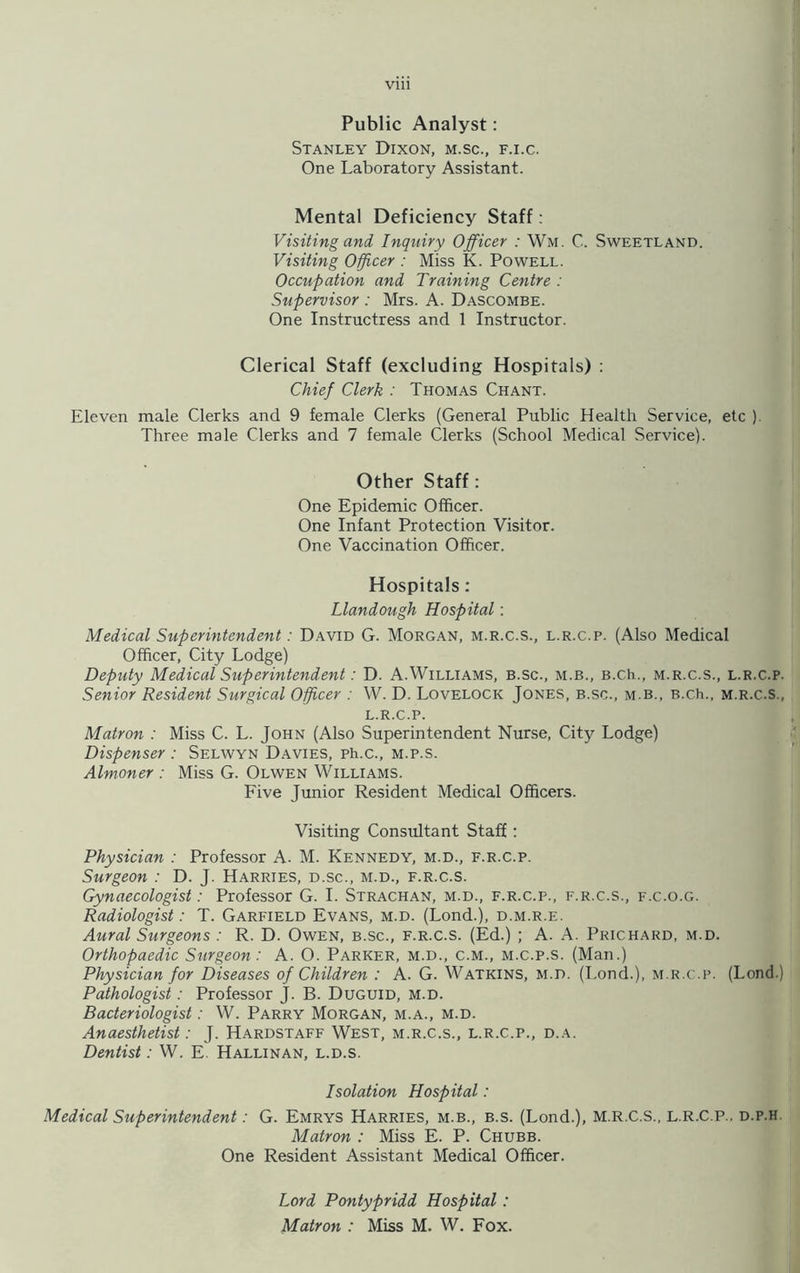 viii
Public Analyst:
STANLEY DIXON, M.SC., F.I.C.
One Laboratory Assistant.
Mental Deficiency Staff:
Visiting and Inquiry Officer : WM. C. SWEETLAND.
Visiting Officer : Miss K. POWELL.
Occupation and Training Centre :
Supervisor : Mrs. A. DASCOMBE.
One Instructress and 1 Instructor.
Clerical Staff (excluding Hospitals) :
Chief Clerk : THOMAS CHANT.
Eleven male Clerks and 9 female Clerks (General Public Health Service, etc ).
Three male Clerks and 7 female Clerks (School Medical Service).
Other Staff:
One Epidemic Officer.
One Infant Protection Visitor.
One Vaccination Officer.
Hospitals:
Llandough Hospital :
Medical Superintendent : DAVID G. MORGAN, M.R.C.S., L.R.C.P. (Also Medical
Officer, City Lodge)
Deputy Medical Superintendent : D. A.WILLIAMS, B.SC., M.B., B.Ch., M.R.C.S., L.R.C.P.
Senior Resident Surgical Officer : W. D. LOVELOCK JONES, B.SC., M.B., B.Ch., M.R.C.S.,
L.R.C.P.
Matron : Miss C. L. JOHN (Also Superintendent Nurse, City Lodge)
Dispenser : SELWYN DAVIES, Ph.C., M.P.S.
Almoner : Miss G. OLWEN WILLIAMS.
Five Junior Resident Medical Officers.
Visiting Consultant Staff :
Physician : Professor A. M. KENNEDY, M.D., F.R.C.P.
Surgeon : D. J. HARRIES, D.SC., M.D., F.R.C.S.
Gynaecologist : Professor G. I. STRACHAN, M.D., F.R.C.P., F.R.C.S., F.C.O.G.
Radiologist : T. GARFIELD EVANS, M.D. (Lond.), D.M.R.E.
Aural Surgeons : R. D. OWEN, B.SC., F.R.C.S. (Ed.) ; A. A. PRICHARD, M.D.
Orthopaedic Surgeon : A. O. PARKER, M.D., C.M., M.C.P.S. (Man.)
Physician for Diseases of Children : A. G. WATKINS, M.D. (Lond.), M.R.C.P. (Lond.)
Pathologist : Professor J. B. DUGUID, M.D.
Bacteriologist : W. PARRY MORGAN, M.A., M.D.
Anaesthetist : J. HARDSTAFF WEST, M.R.C.S., L.R.C.P., D.A.
Dentist : W. E. HALLINAN, L.D.S.
Isolation Hospital :
Medical Superintendent : G. EMRYS HARRIES, M.B., B.S. (Lond.), M.R.C.S., L.R.C.P., D.P.H.
Matron : Miss E. P. CHUBB.
One Resident Assistant Medical Officer.
Lord Pontypridd Hospital :
Matron : Miss M. W. FOX.